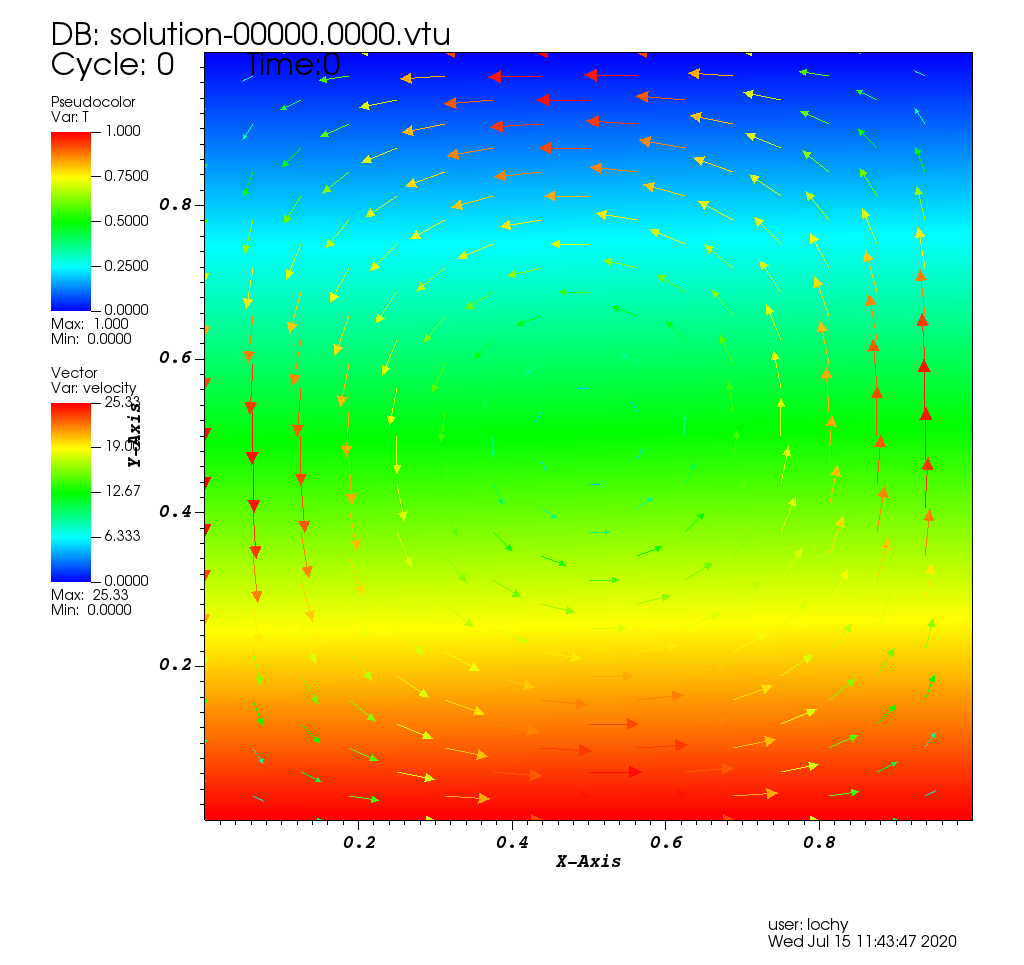 DB: solution-00000.0000.vtu
Cycle: 0 Time:0
Pseudocolor
Var: T
1.000
0.7500
0.5000
0.2500
0.0000
Max: 1.000
Min: 0.0000
Vector
Var: velocity
25.33
19.00
12.67
6.333
0.0000
Max: 25.33
Min: 0.0000
Y-Axis
0.8
0.6
0.4
0.2
0.2 0.4 0.6 0.8
X-Axis
user: lochy
Wed Jul 15 11:43:47 2020